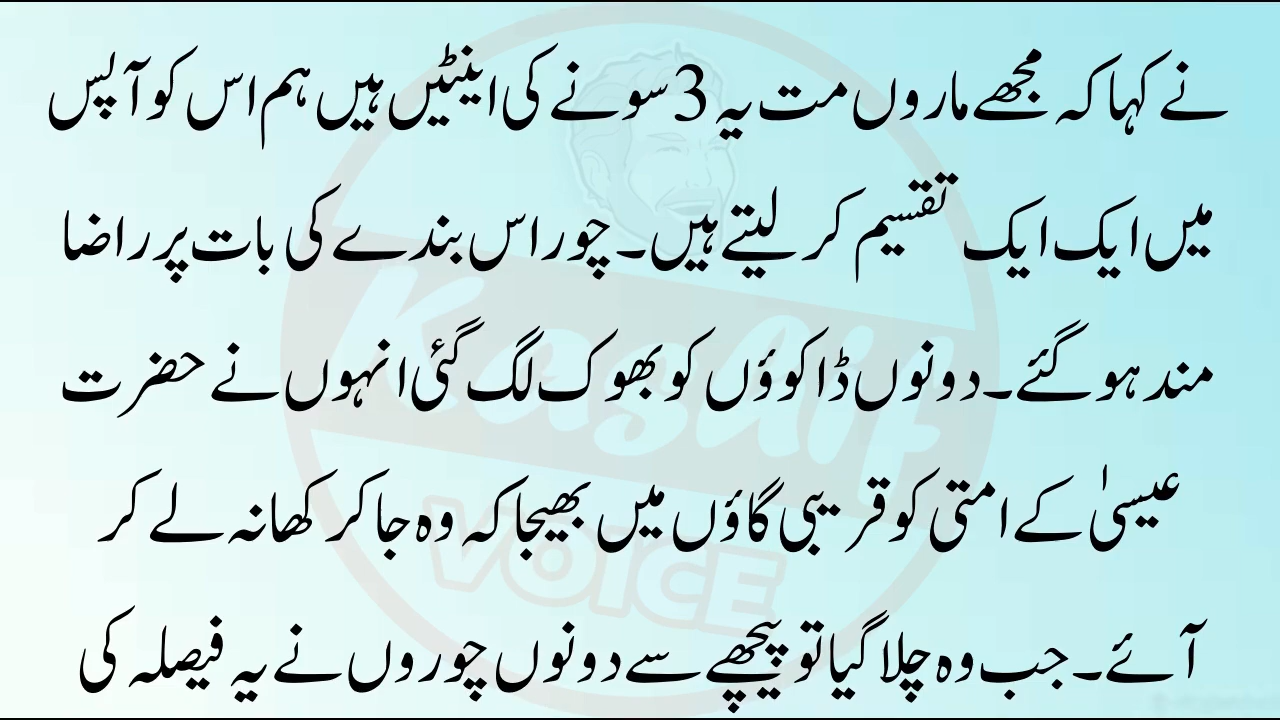 نے کہا کہ مجھے ماروں مت یہ 3 سونے کی اینٹیں ہیں ہم اس کو آپس
میں ایک ایک تقسیم کر لیتے ہیں۔ چور اس بندے کی بات پر راضا
مند ہو گئے۔ دونوں ڈاکوؤں کو بھوک لگ گئی انہوں نے حضرت
عیسیٰ کے امتی کو قریبی گاؤں میں بھیجا کہ وہ جا کر کھانہ لے کر
آئے۔ جب وہ چلا گیا تو پیچھے سے دونوں چوروں نے یہ فیصلہ کی
Kashif
VOICE